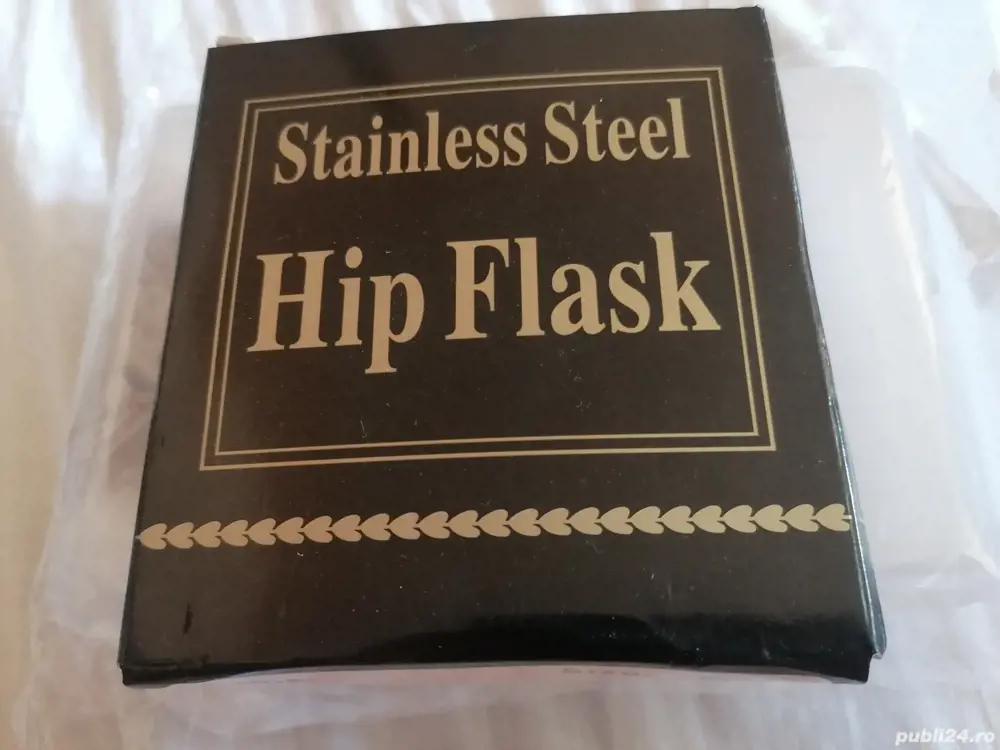 Stainless Steel
Hip Flask
publi24.ro